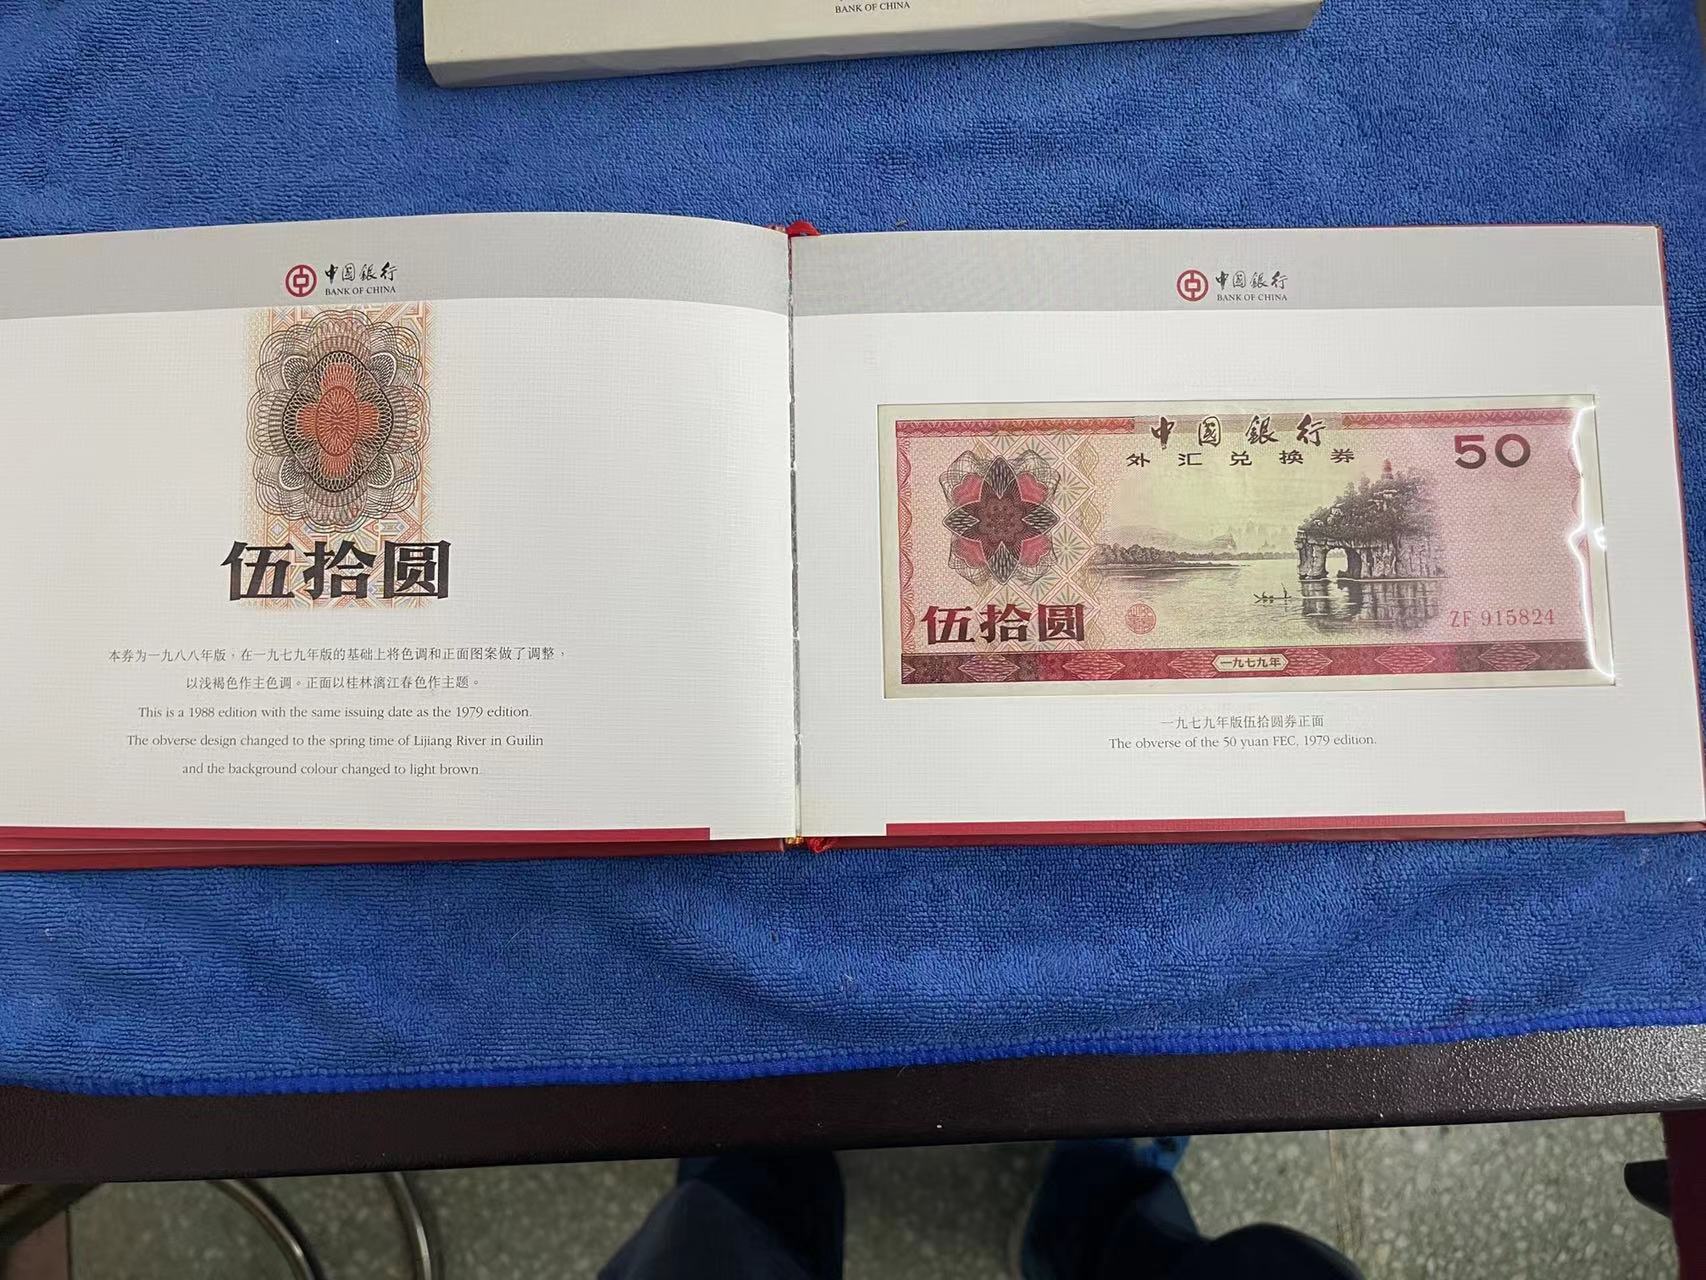 BANK OF CHINA
中国銀行
BANK OF CHINA
伍拾圆
本券为一九八八年版，在一九七九年版的基础上将色调和正面图案做了调整，
以浅褐色作主色调。正面以桂林漓江春色作主题。
This is a 1988 edition with the same issuing date as the 1979 edition.
The obverse design changed to the spring time of Lijiang River in Guilin
and the background colour changed to light brown.
中国銀行
BANK OF CHINA
中國銀行
外汇兑换券
50
伍拾圆
ZF 915824
一九七九年
一九七九年版伍拾圆券正面
The obverse of the 50 yuan FEC, 1979 edition.